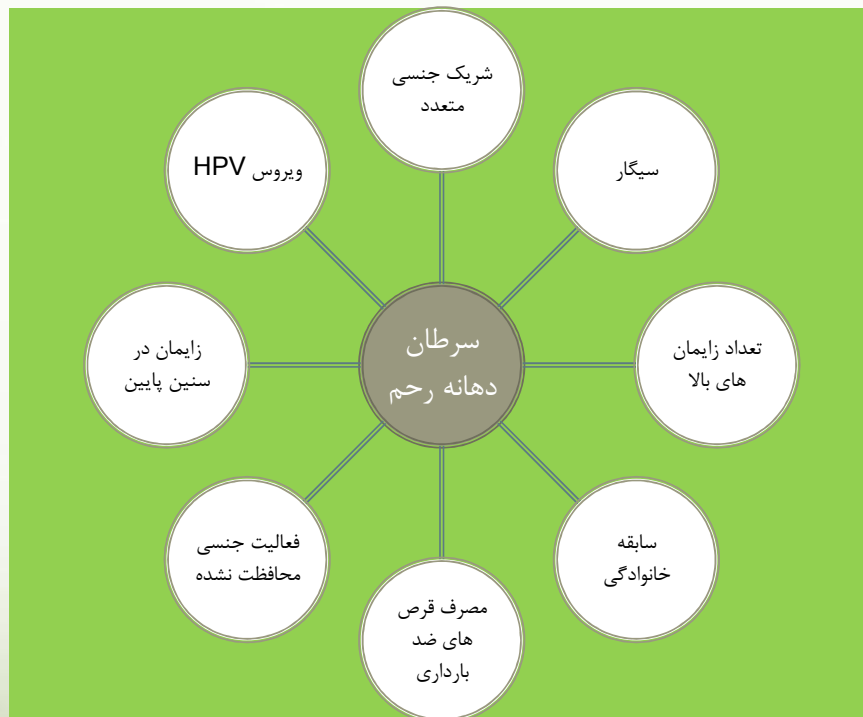 شریک جنسی
متعدد
سیگار
تعداد زایمان
های بالا
سابقه
خانوادگی
مصرف قرص
های ضد
بارداری
فعالیت جنسی
محافظت نشده
زایمان در
سنین پایین
ویروس HPV
سرطان
دهانه رحم